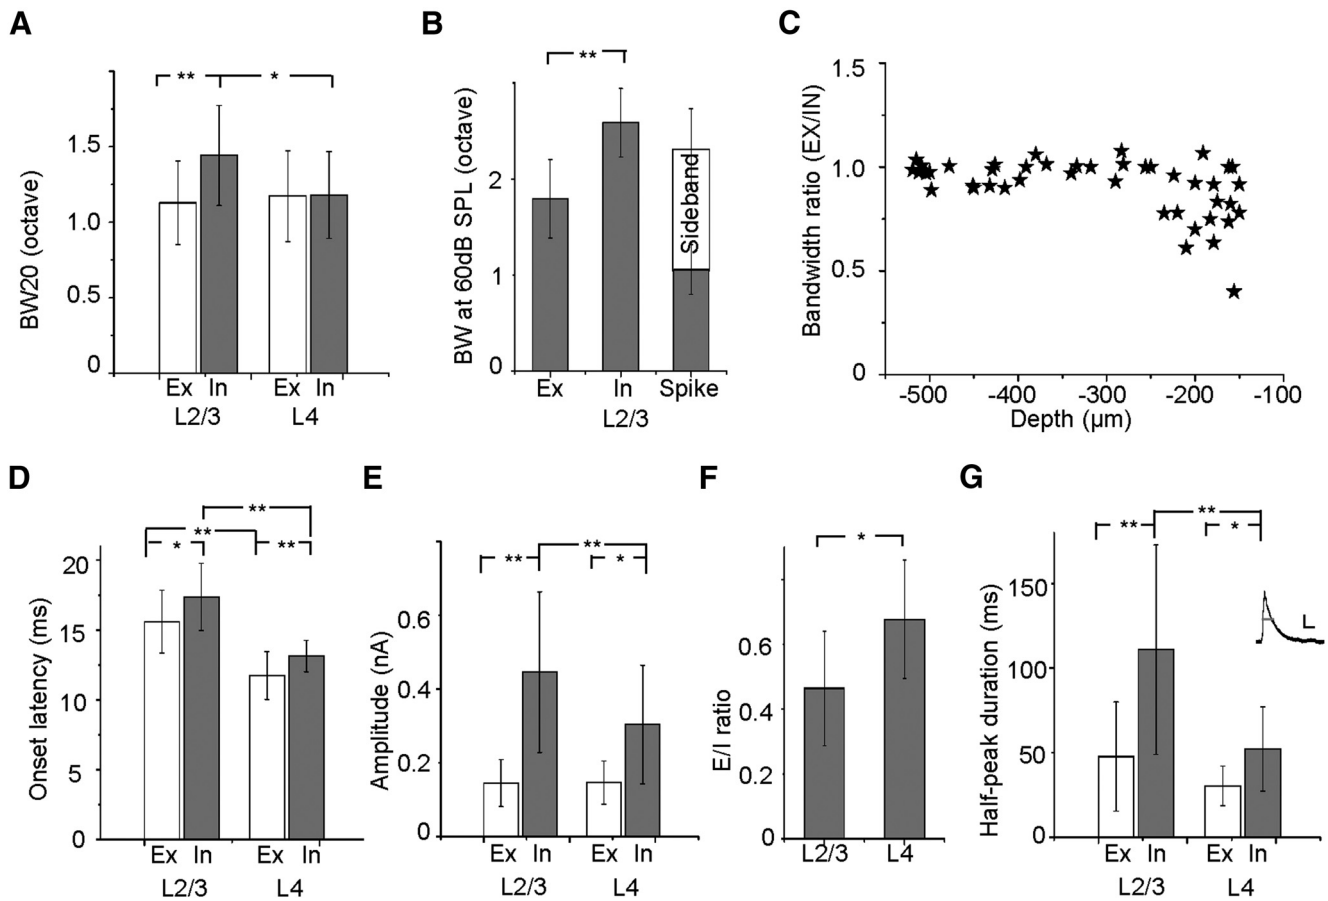 A
BW20 (octave)
1.5
1.0
0.5
0
** *
Ex In Ex In
L2/3 L4
B
BW at 60dB SPL (octave)
2
1
0
**
Sideband
Ex In Spike
L2/3
C
Bandwidth ratio (EX/IN)
1.5
1.0
0.5
0
-500 -400 -300 -200 -100
Depth (µm)
D
Onset latency (ms)
20
15
10
5
0
**
**
* **
Ex In Ex In
L2/3 L4
E
Amplitude (nA)
0.6
0.4
0.2
0
**
** *
Ex In Ex In
L2/3 L4
F
E/I ratio
0.6
0.4
0.2
0
*
L2/3 L4
G
Half-peak duration (ms)
150
100
50
0
**
** *
Ex In Ex In
L2/3 L4